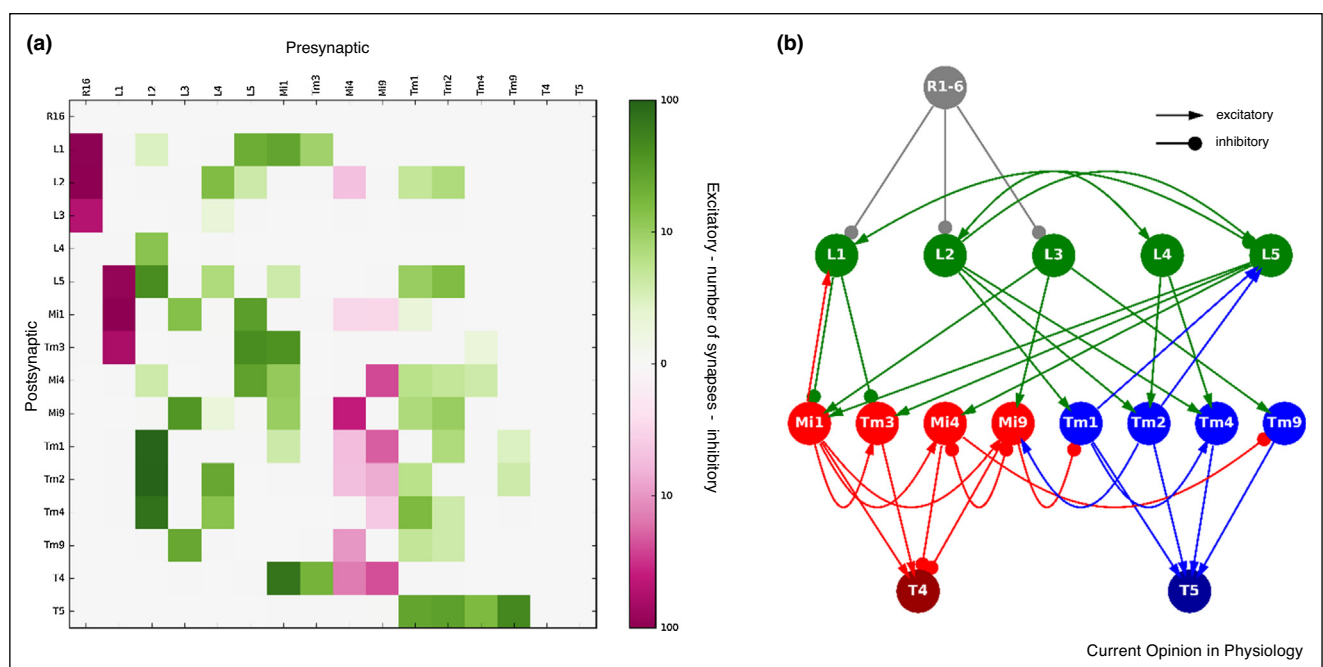 (a)
Presynaptic
R16
L1
L2
L3
L4
L5
Mi1
Tm3
Mi4
Mi9
Tm1
Tm2
Tm4
Tm9
T4
T5
Postsynaptic
R16
L1
L2
L3
L4
L5
Mi1
Tm3
Mi4
Mi9
Tm1
Tm2
Tm4
Tm9
T4
T5
100
10
0
10
100
Excitatory - number of synapses - inhibitory
(b)
R1-6
excitatory
inhibitory
L1 L2 L3 L4 L5
Mi1 Tm3 Mi4 Mi9 Tm1 Tm2 Tm4 Tm9
T4 T5
Current Opinion in Physiology